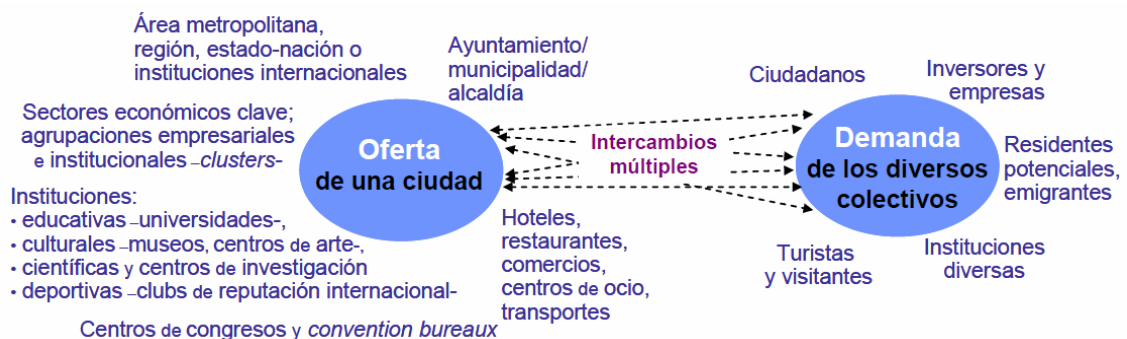 Área metropolitana,
región, estado-nación o
instituciones internacionales
Ayuntamiento/
municipalidad/
alcaldía
Sectores económicos clave;
agrupaciones empresariales
e institucionales –clusters-
Instituciones:
• educativas –universidades-,
• culturales –museos, centros de arte-,
• científicas y centros de investigación
• deportivas –clubs de reputación internacional-
Centros de congresos y convention bureaux
Oferta
de una ciudad
Hoteles,
restaurantes,
comercios,
centros de ocio,
transportes
Intercambios
múltiples
Ciudadanos
Inversores y
empresas
Demanda
de los diversos
colectivos
Residentes
potenciales,
emigrantes
Turistas
y visitantes
Instituciones
diversas